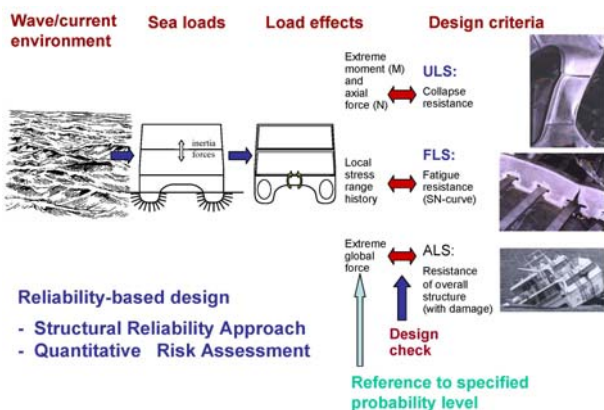 Wave/current
environment
Sea loads
Load effects
Design criteria
inertia
forces
Extreme
moment (M)
and
axial
force (N)
ULS:
Collapse
resistance
Local
stress
range
history
FLS:
Fatigue
resistance
(SN-curve)
Extreme
global
force
ALS:
Resistance
of overall
structure
(with damage)
Reliability-based design
- Structural Reliability Approach
- Quantitative Risk Assessment
Design
check
Reference to specified
probability level